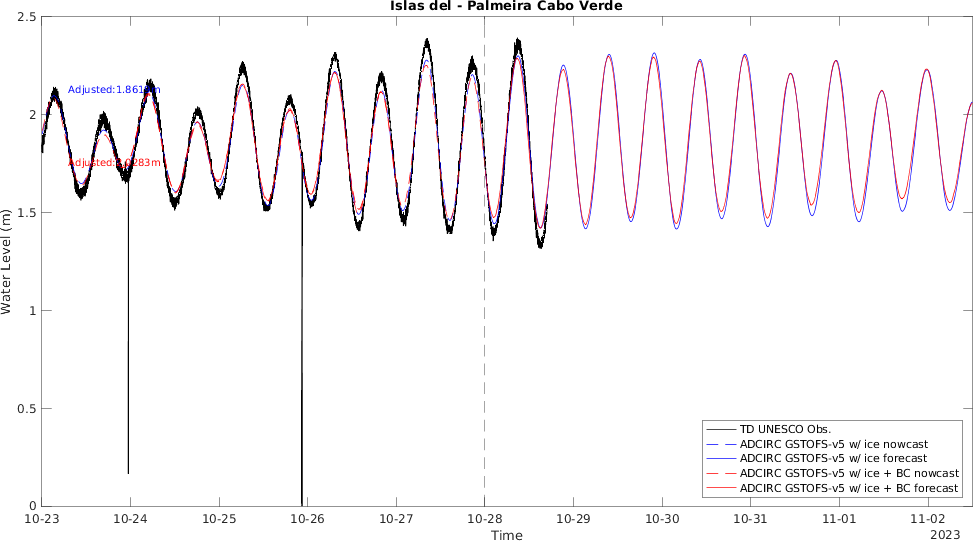 Islas del - Palmeira Cabo Verde
2.5
2
1.5
1
0.5
0
Water Level (m)
Adjusted:
TD UNESCO Obs.
ADCIRC GSTOFS-v5 w/ ice nowcast
ADCIRC GSTOFS-v5 w/ ice forecast
ADCIRC GSTOFS-v5 w/ ice + BC nowcast
ADCIRC GSTOFS-v5 w/ ice + BC forecast
10-23 10-24 10-25 10-26 10-27 10-28 10-29 10-30 10-31 11-01 11-02
Time
2023